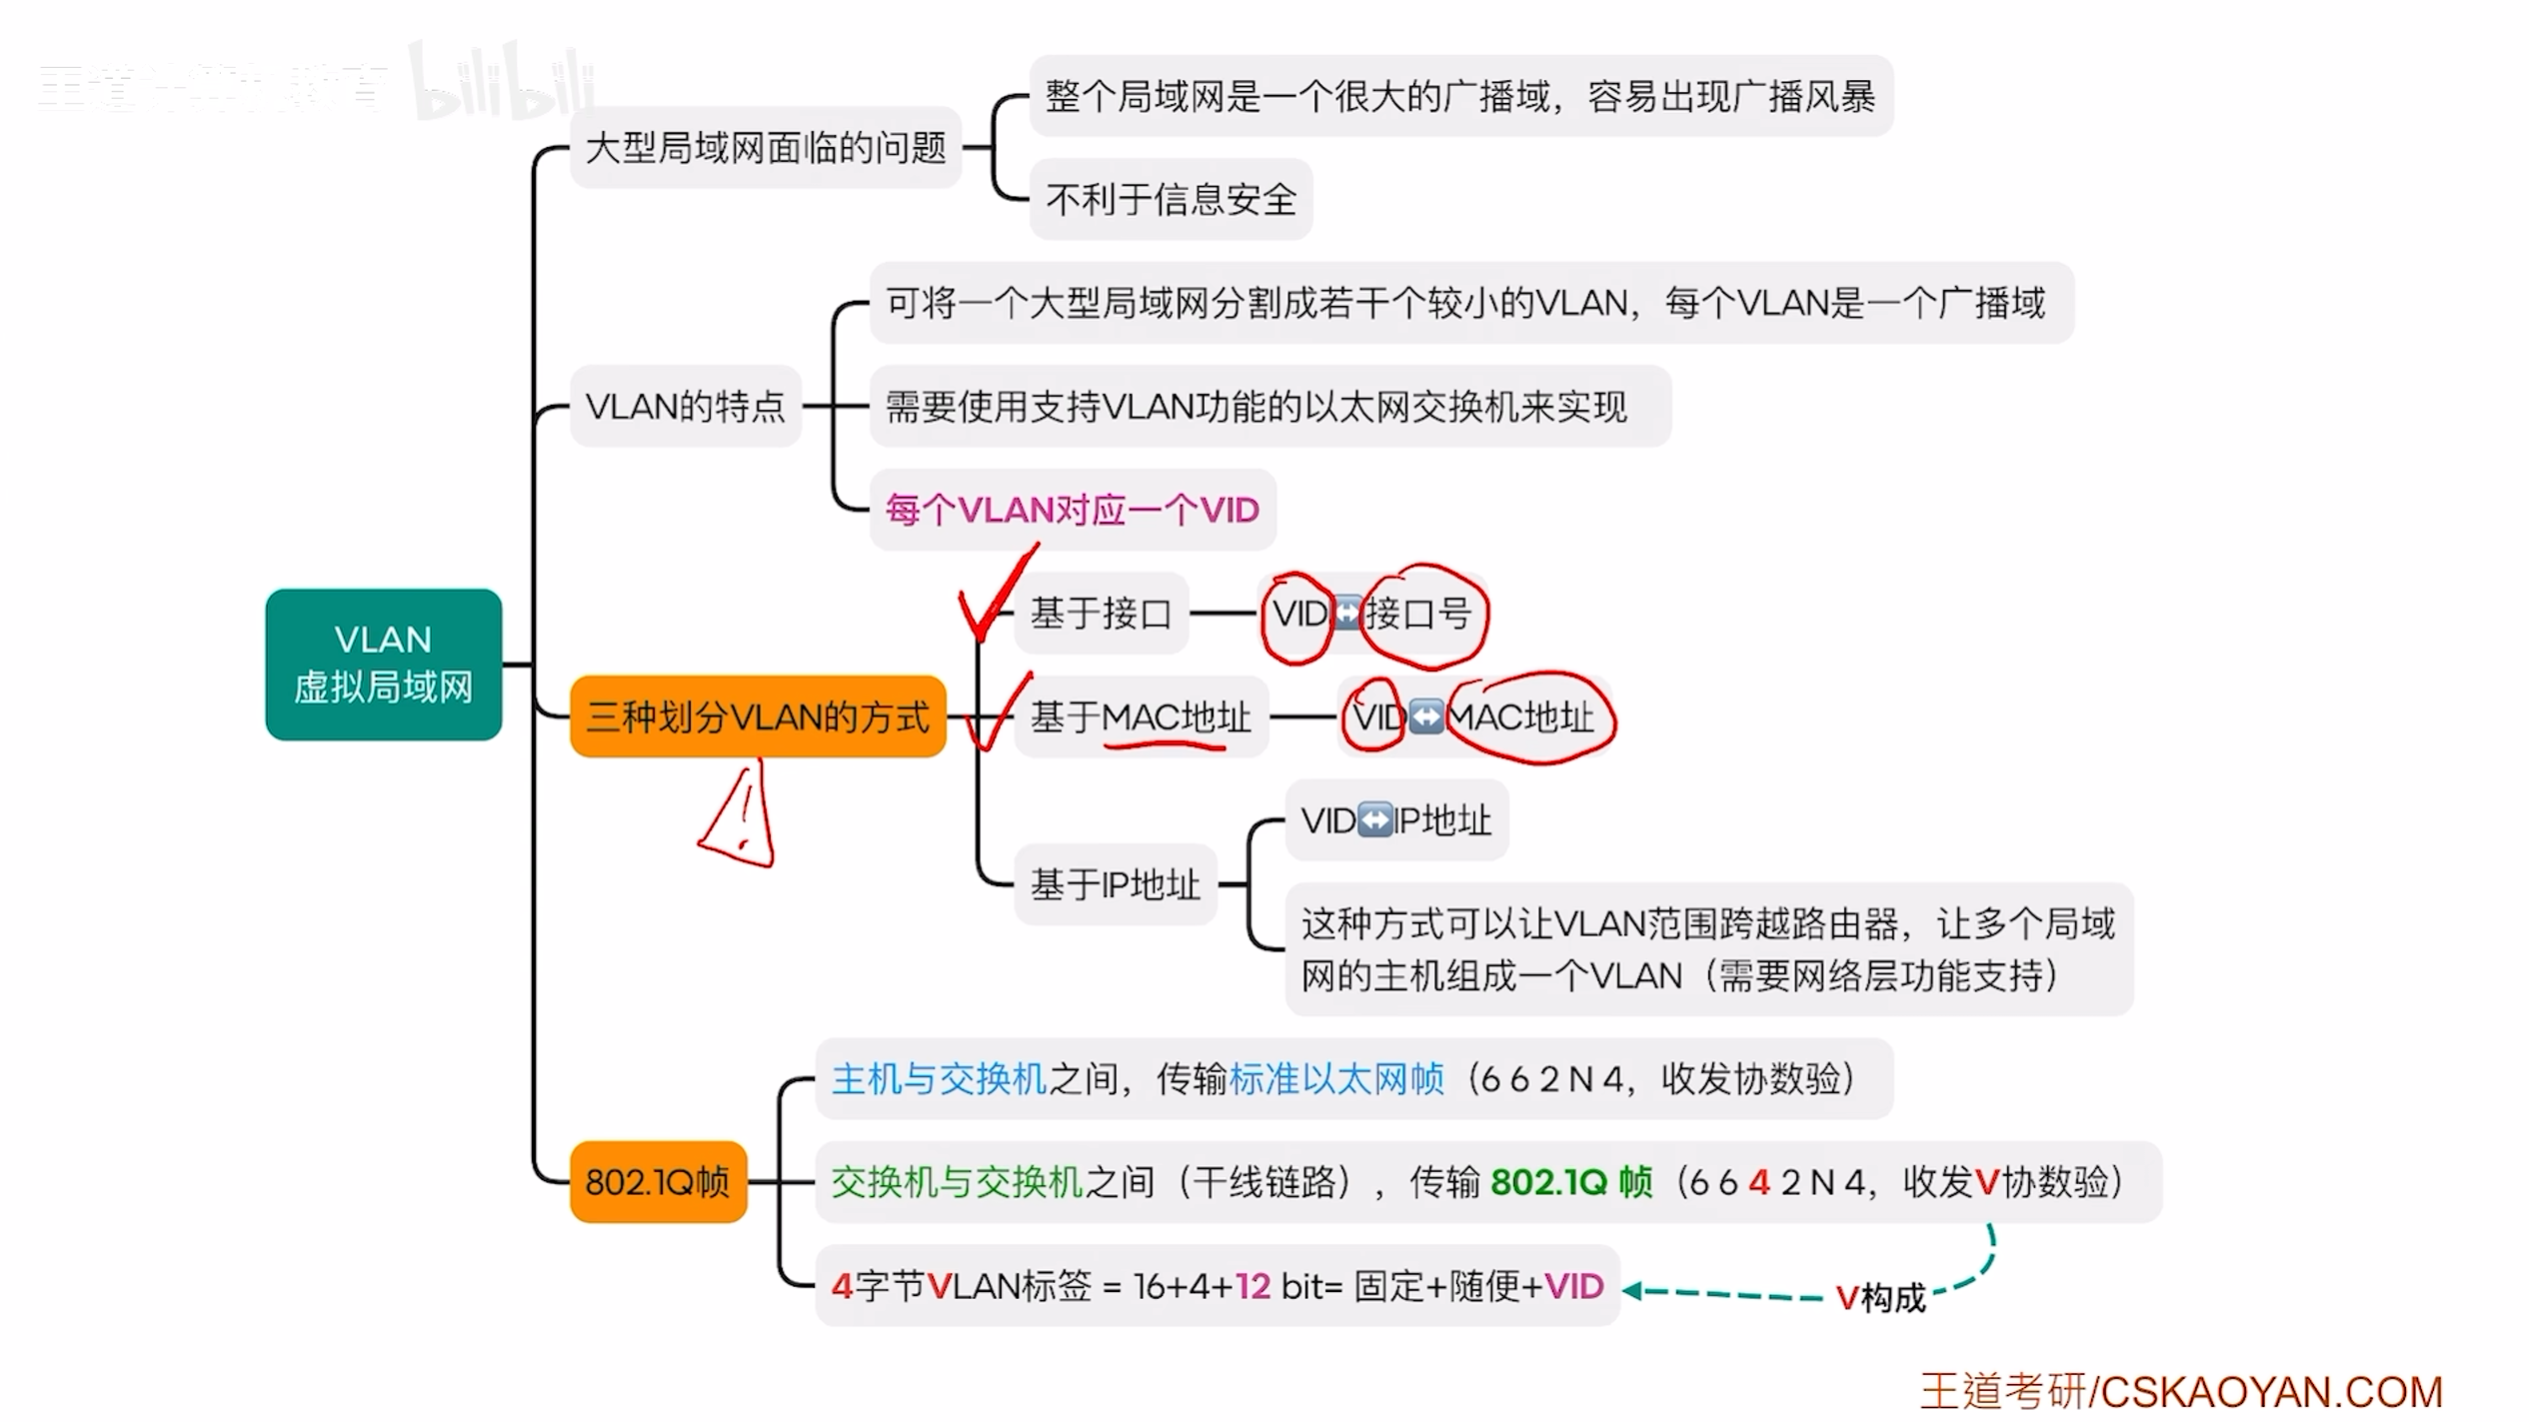 王道计算机教育 bilibili
大型局域网面临的问题
整个局域网是一个很大的广播域，容易出现广播风暴
不利于信息安全
VLAN的特点
可将一个大型局域网分割成若干个较小的VLAN，每个VLAN是一个广播域
需要使用支持VLAN功能的以太网交换机来实现
每个VLAN对应一个VID
VLAN
虚拟局域网
三种划分VLAN的方式
基于接口
VID↔接口号
基于MAC地址
VID↔MAC地址
基于IP地址
VID↔IP地址
这种方式可以让VLAN范围跨越路由器，让多个局域
网的主机组成一个VLAN（需要网络层功能支持）
802.1Q帧
主机与交换机之间，传输标准以太网帧（6 6 2 N 4，收发协数验）
交换机与交换机之间（干线链路），传输 802.1Q 帧（6 6 4 2 N 4，收发V协数验）
4字节VLAN标签 = 16+4+12 bit= 固定+随便+VID
V构成
王道考研/CSKAOYAN.COM